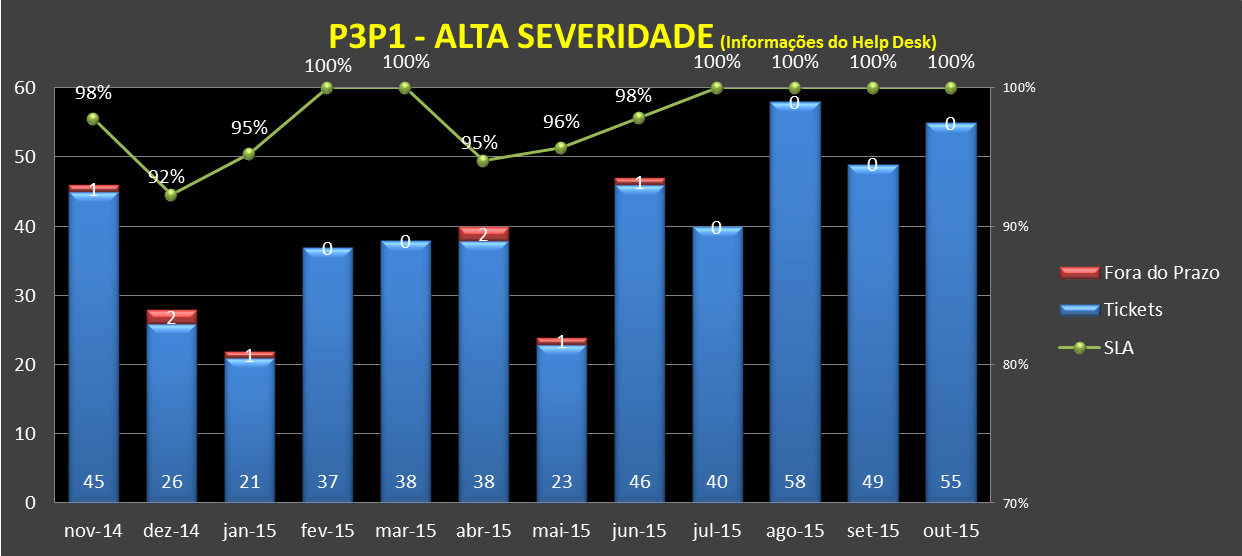 P3P1 - ALTA SEVERIDADE (Informações do Help Desk)
98% 92% 95% 100% 100% 95% 96% 98% 100% 100% 100% 100%
60 100%
50
40 90%
30
20 80%
10
0 70%
1 2 1 0 0 2 1 1 0 0 0 0
45 26 21 37 38 38 23 46 40 58 49 55
nov-14 dez-14 jan-15 fev-15 mar-15 abr-15 mai-15 jun-15 jul-15 ago-15 set-15 out-15
Fora do Prazo
Tickets
SLA